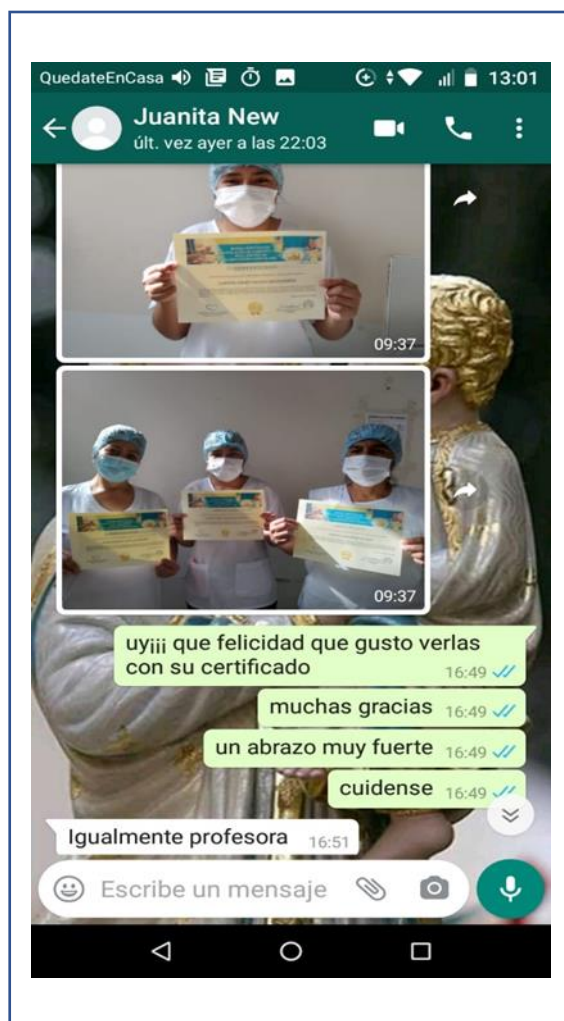 QuedateEnCasa
13:01
Juanita New
últ. vez ayer a las 22:03
09:37
09:37
uy¡¡¡ que felicidad que gusto verlas
con su certificado
16:49
muchas gracias 16:49
un abrazo muy fuerte 16:49
cuidense 16:49
Igualmente profesora 16:51
Escribe un mensaje